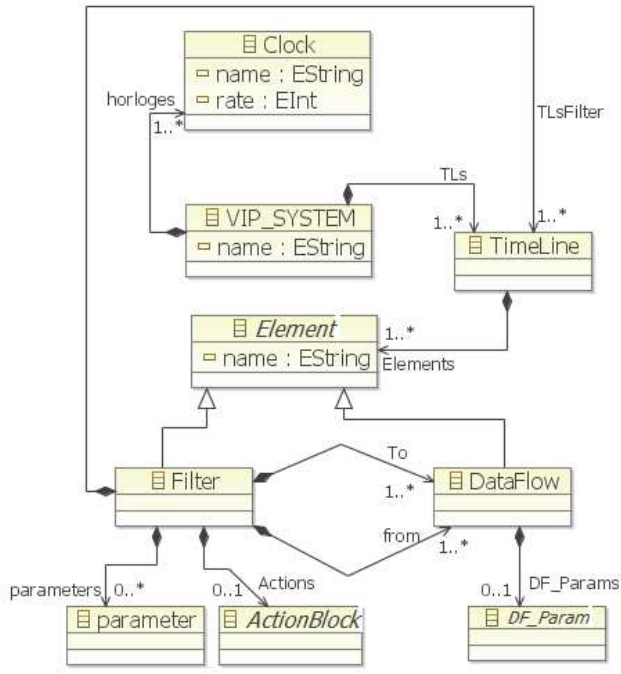 Clock
name : EString
rate : EInt
horloges
1..*
TLsFilter
TLs
VIP_SYSTEM
name : EString
1..*
1..*
TimeLine
Element
name : EString
1..*
Elements
Filter
To
1..*
DataFlow
from
1..*
parameters
0..*
0..1
Actions
0..1
DF_Params
parameter
ActionBlock
DF_Param